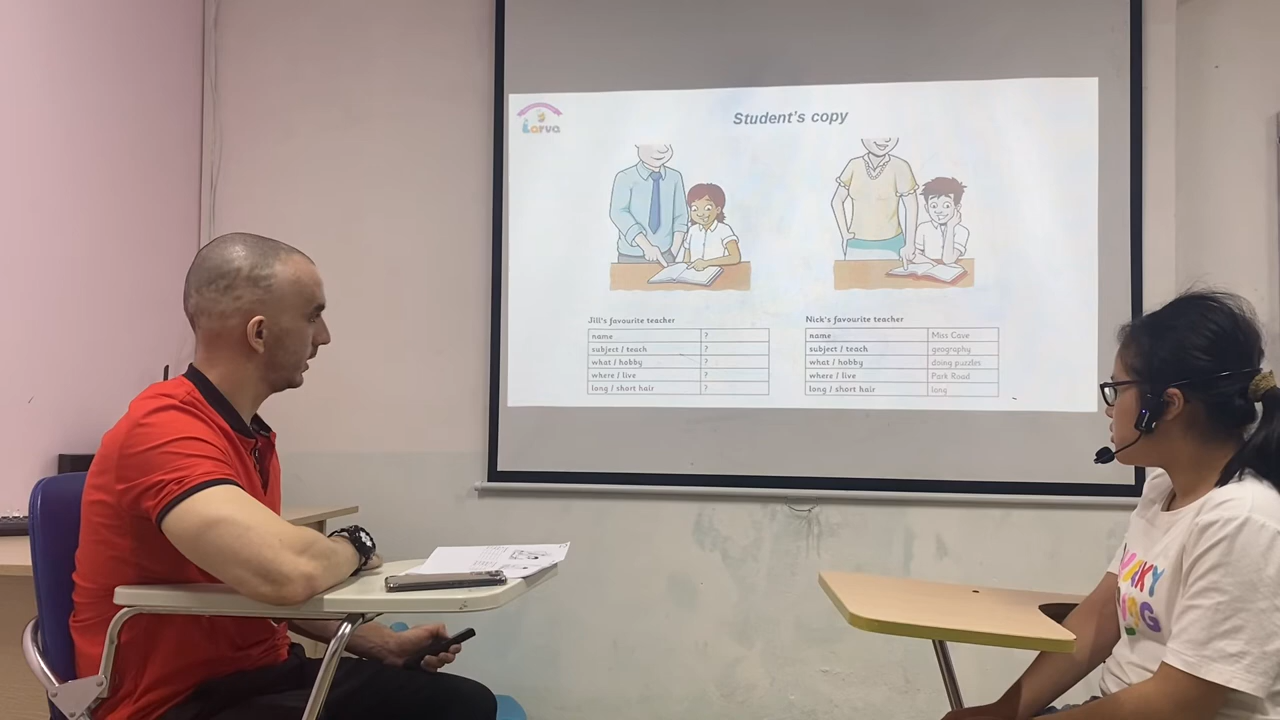 Larva
Student's copy
Jill's favourite teacher
name ?
subject / teach ?
what / hobby ?
where / live ?
long / short hair ?
Nick's favourite teacher
name Miss Cave
subject / teach geography
what / hobby doing puzzles
where / live Park Road
long / short hair long